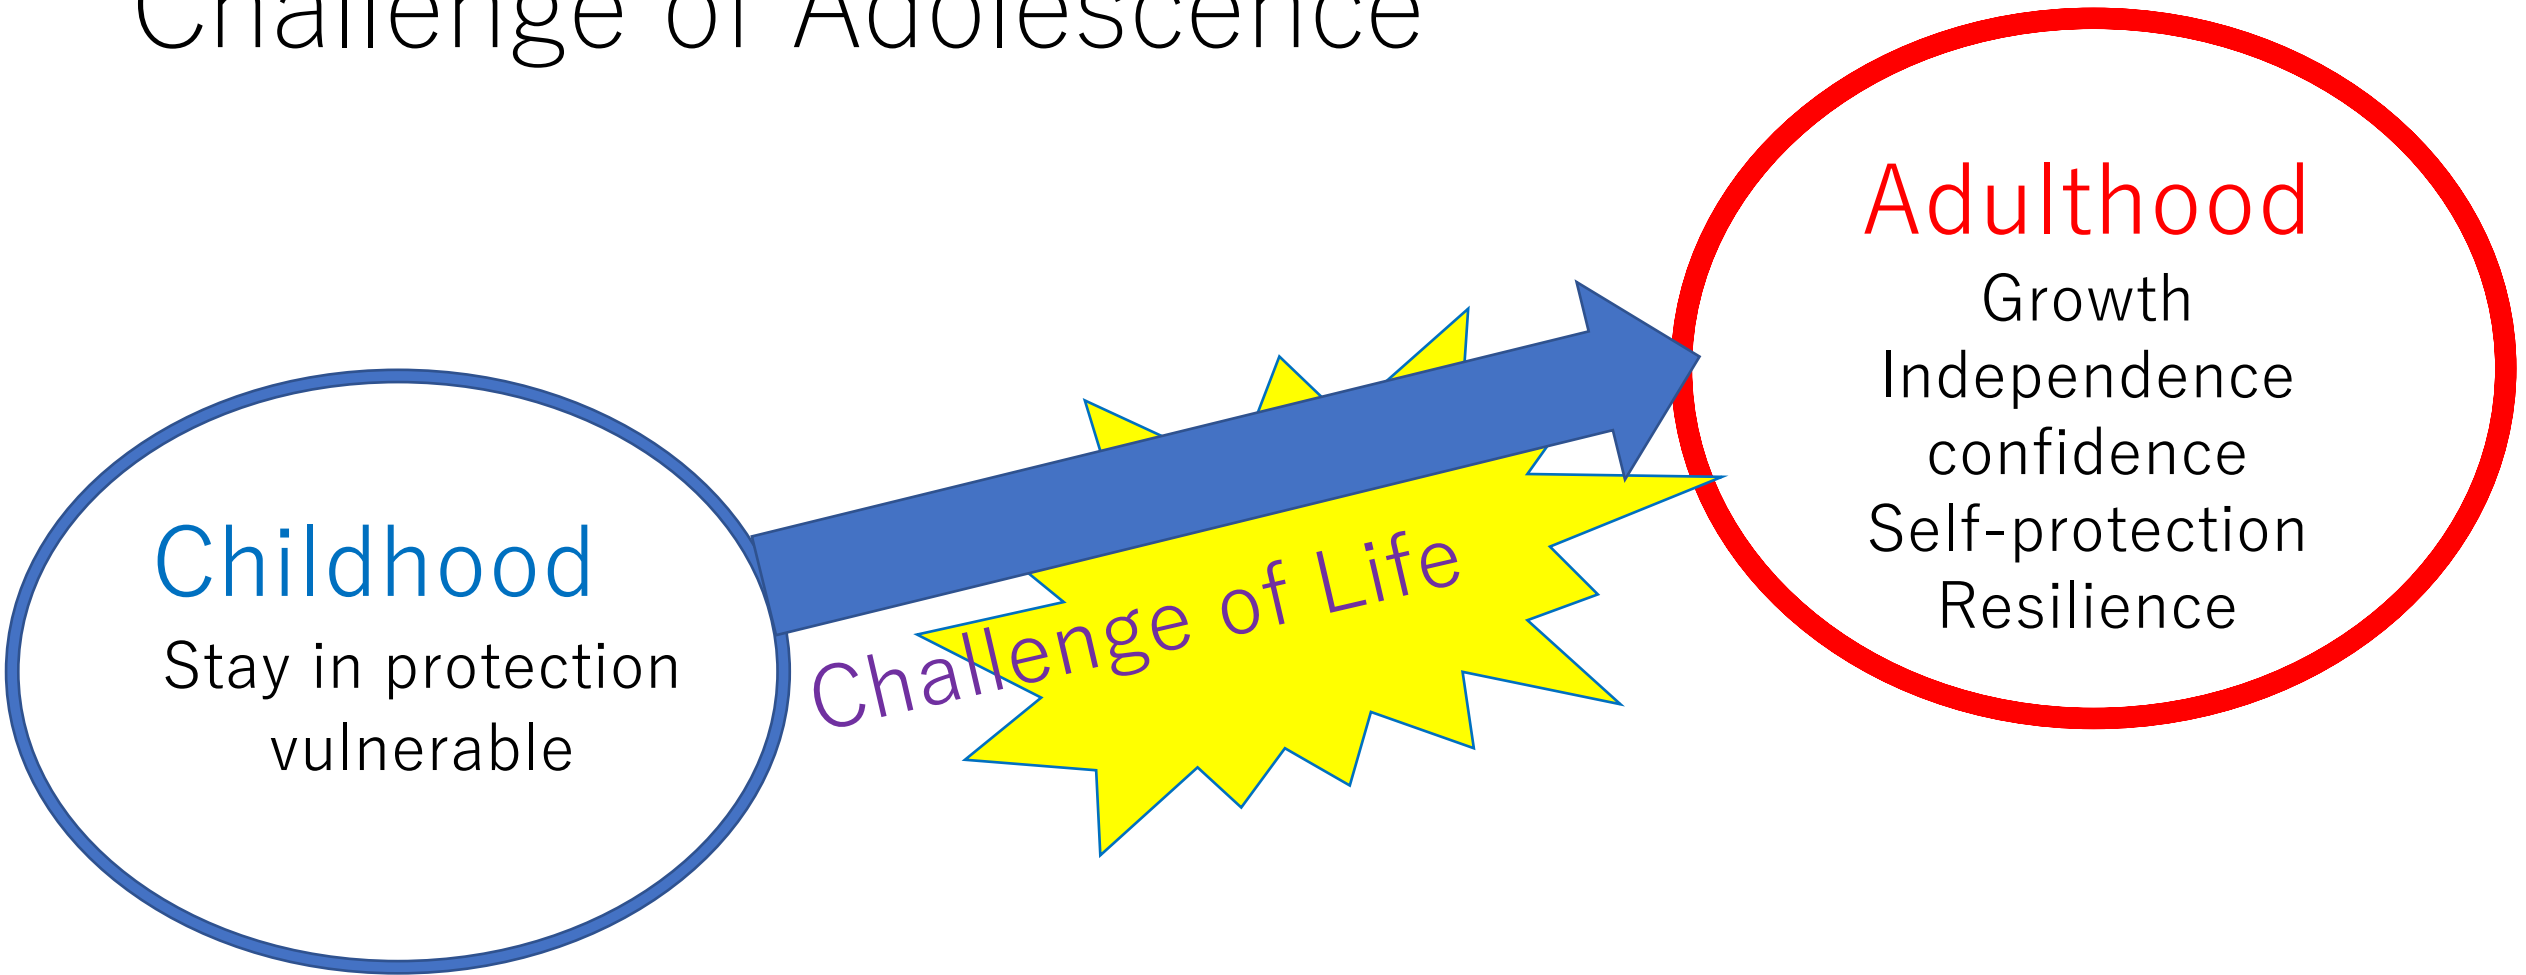 Challenge of Adolescence
Adulthood
Growth
Independence
confidence
Self-protection
Resilience
Childhood
Stay in protection
vulnerable
Challenge of Life